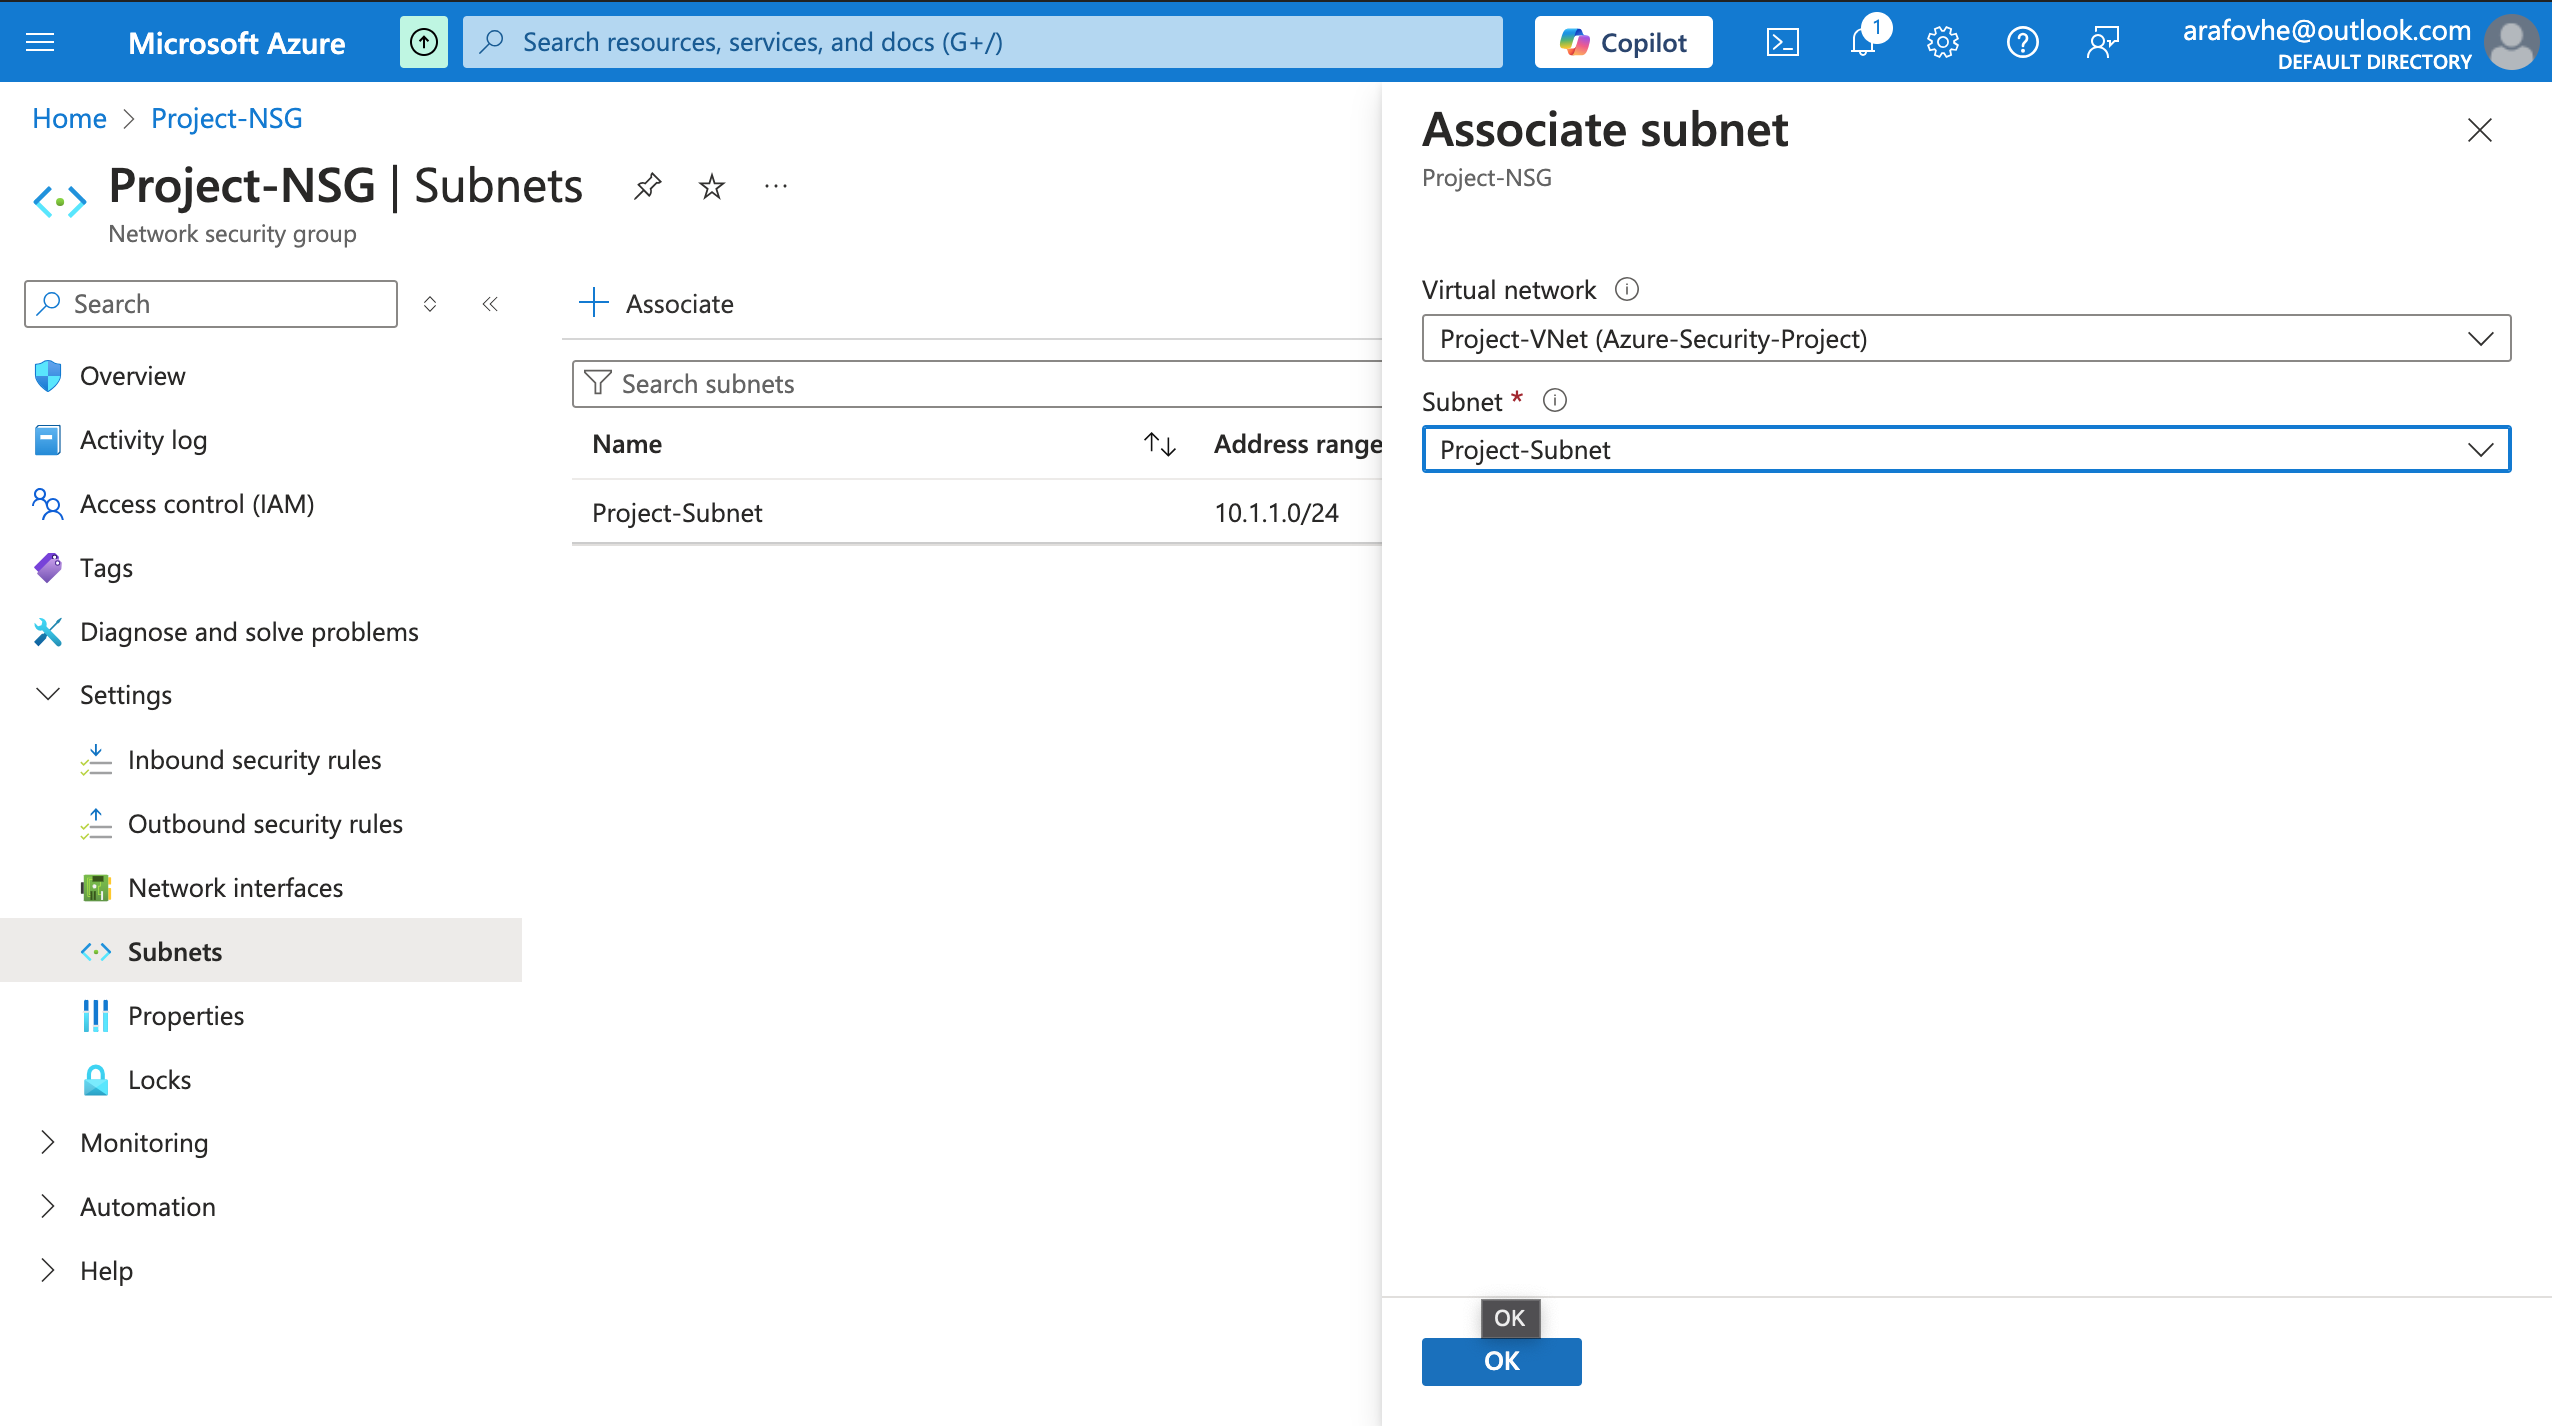 Microsoft Azure
Search resources, services, and docs (G+/)
Copilot
1
arafovhe@outlook.com
DEFAULT DIRECTORY
Home > Project-NSG
Project-NSG | Subnets
Network security group
Search
Overview
Activity log
Access control (IAM)
Tags
Diagnose and solve problems
Settings
Inbound security rules
Outbound security rules
Network interfaces
Subnets
Properties
Locks
Monitoring
Automation
Help
Associate
Search subnets
Name Address range
Project-Subnet 10.1.1.0/24
Associate subnet
Project-NSG
Virtual network
Project-VNet (Azure-Security-Project)
Subnet *
Project-Subnet
OK
OK